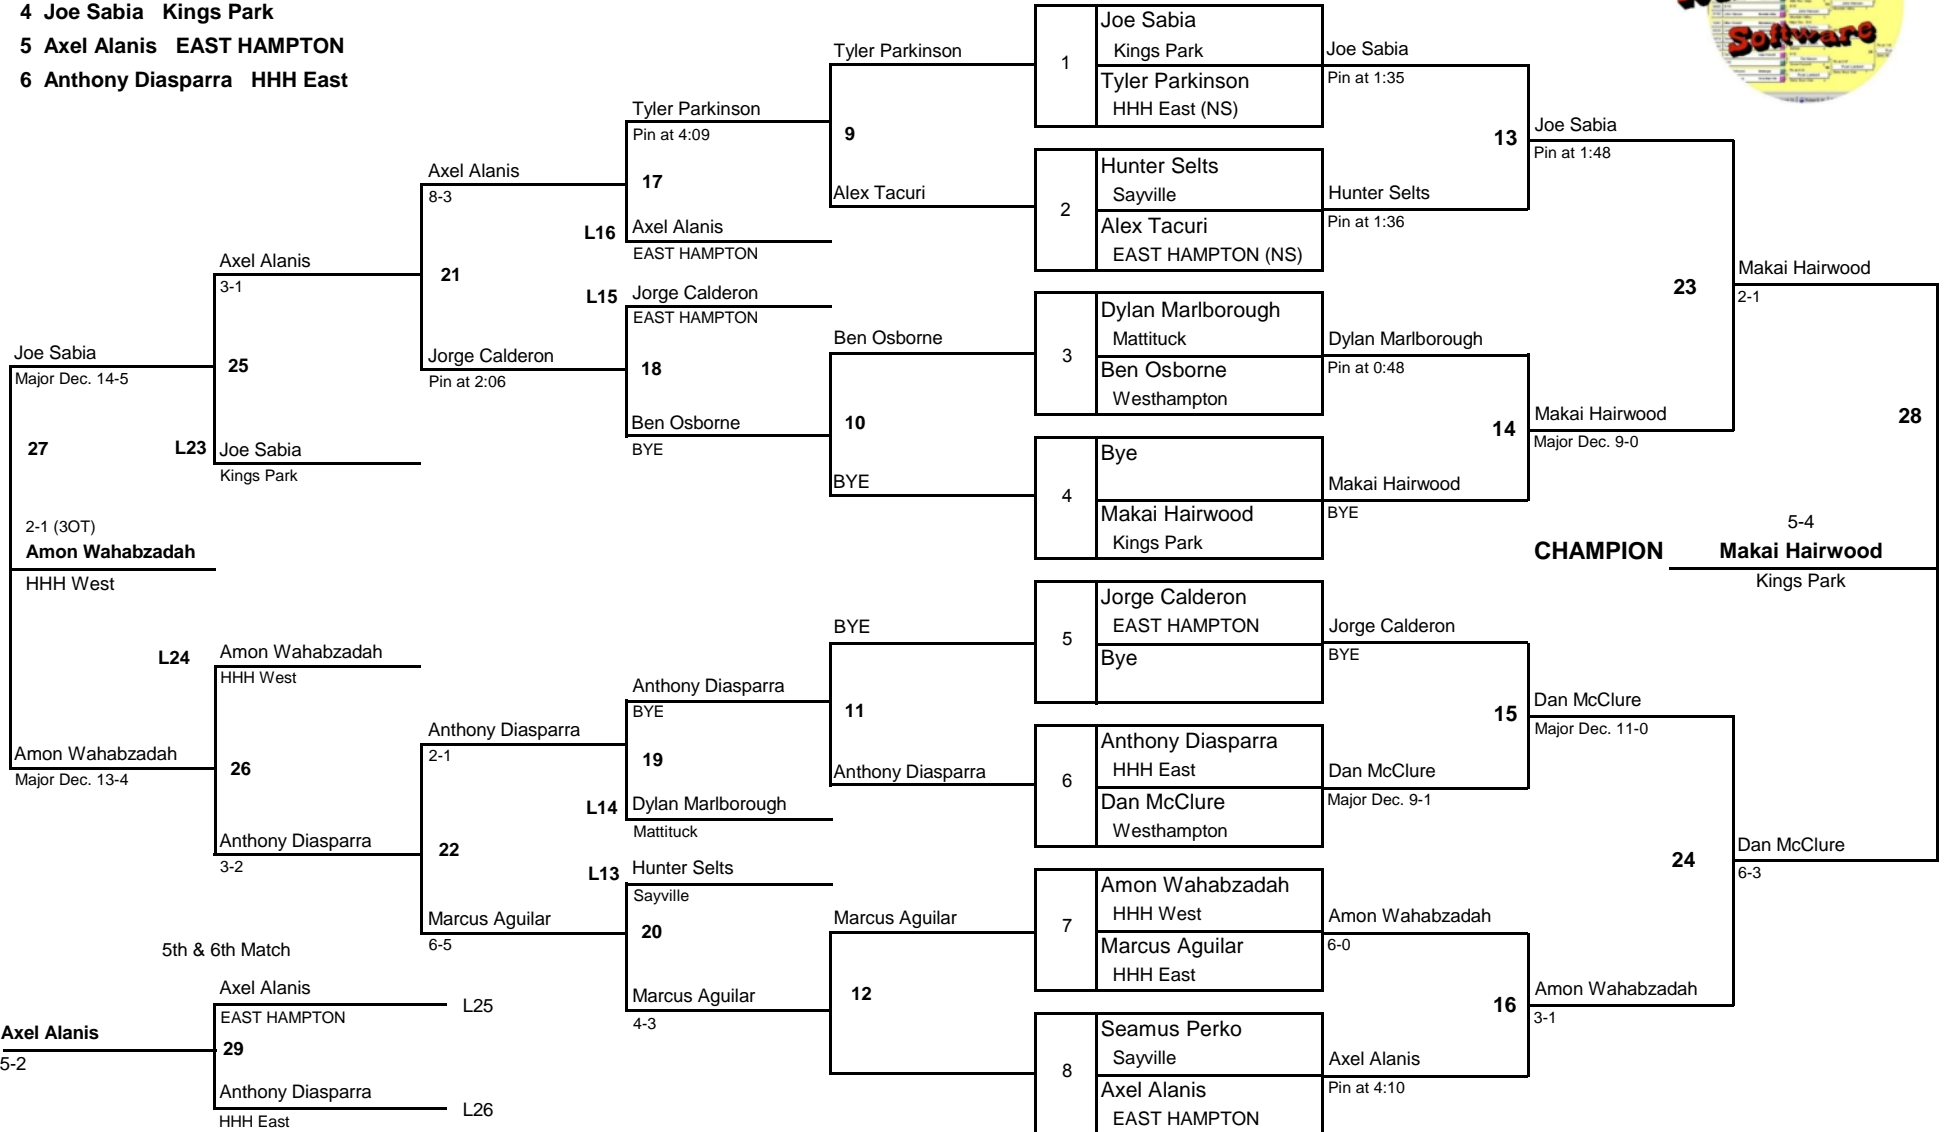 4 Joe Sabia Kings Park
5 Axel Alanis EAST HAMPTON
6 Anthony Diasparra HHH East
Software
Joe Sabia
Kings Park
1
Tyler Parkinson
HHH East (NS)
Hunter Selts
Sayville
2
Alex Tacuri
EAST HAMPTON (NS)
Dylan Marlborough
Mattituck
3
Ben Osborne
Westhampton
Bye
4
Makai Hairwood
Kings Park
Jorge Calderon
EAST HAMPTON
5
Bye
Anthony Diasparra
HHH East
6
Dan McClure
Westhampton
Amon Wahabzadah
HHH West
7
Marcus Aguilar
HHH East
Seamus Perko
Sayville
8
Axel Alanis
EAST HAMPTON
Joe Sabia
Pin at 1:35
13
Hunter Selts
Pin at 1:36
Dylan Marlborough
Pin at 0:48
14
Makai Hairwood
BYE
Jorge Calderon
BYE
15
Dan McClure
Major Dec. 9-1
Amon Wahabzadah
6-0
16
Axel Alanis
Pin at 4:10
Joe Sabia
Pin at 1:48
23
Makai Hairwood
Major Dec. 9-0
Dan McClure
Major Dec. 11-0
24
Amon Wahabzadah
3-1
Makai Hairwood
2-1
28
5-4
CHAMPION Makai Hairwood
Kings Park
Dan McClure
6-3
Tyler Parkinson
9
Alex Tacuri
Ben Osborne
10
BYE
BYE
11
Anthony Diasparra
Marcus Aguilar
12
Tyler Parkinson
Pin at 4:09
17
L16 Axel Alanis
EAST HAMPTON
L15 Jorge Calderon
EAST HAMPTON
18
Ben Osborne
BYE
Anthony Diasparra
BYE
19
L14 Dylan Marlborough
Mattituck
L13 Hunter Selts
Sayville
20
Marcus Aguilar
4-3
Axel Alanis
8-3
21
Jorge Calderon
Pin at 2:06
Anthony Diasparra
2-1
22
Marcus Aguilar
6-5
Axel Alanis
3-1
25
L23 Joe Sabia
Kings Park
L24 Amon Wahabzadah
HHH West
26
Anthony Diasparra
3-2
Joe Sabia
Major Dec. 14-5
27
2-1 (3OT)
Amon Wahabzadah
HHH West
Amon Wahabzadah
Major Dec. 13-4
5th & 6th Match
Axel Alanis
L25
EAST HAMPTON
Axel Alanis
29
5-2
Anthony Diasparra
L26
HHH East